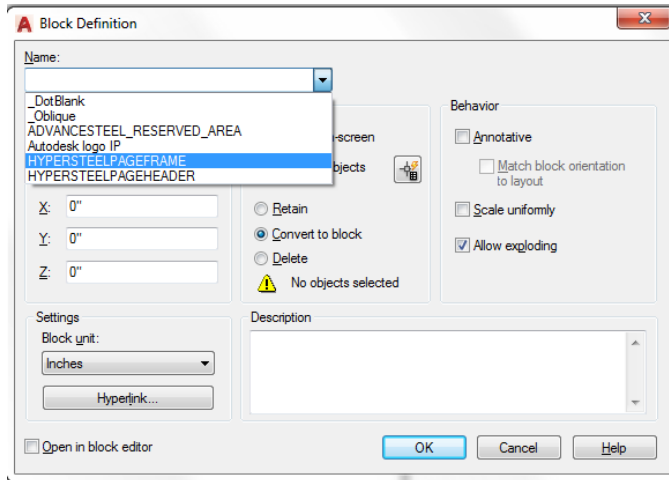 Block Definition
Name:
_DotBlank
_Oblique
ADVANCESTEEL_RESERVED_AREA
Autodesk logo IP
HYPERSTEELPAGEFRAME
HYPERSTEELPAGEHEADER
-screen
bjects
X: 0"
Y: 0"
Z: 0"
Retain
Convert to block
Delete
No objects selected
Behavior
Annotative
Match block orientation
to layout
Scale uniformly
Allow exploding
Settings
Block unit:
Inches
Hyperlink...
Description
Open in block editor
OK
Cancel
Help